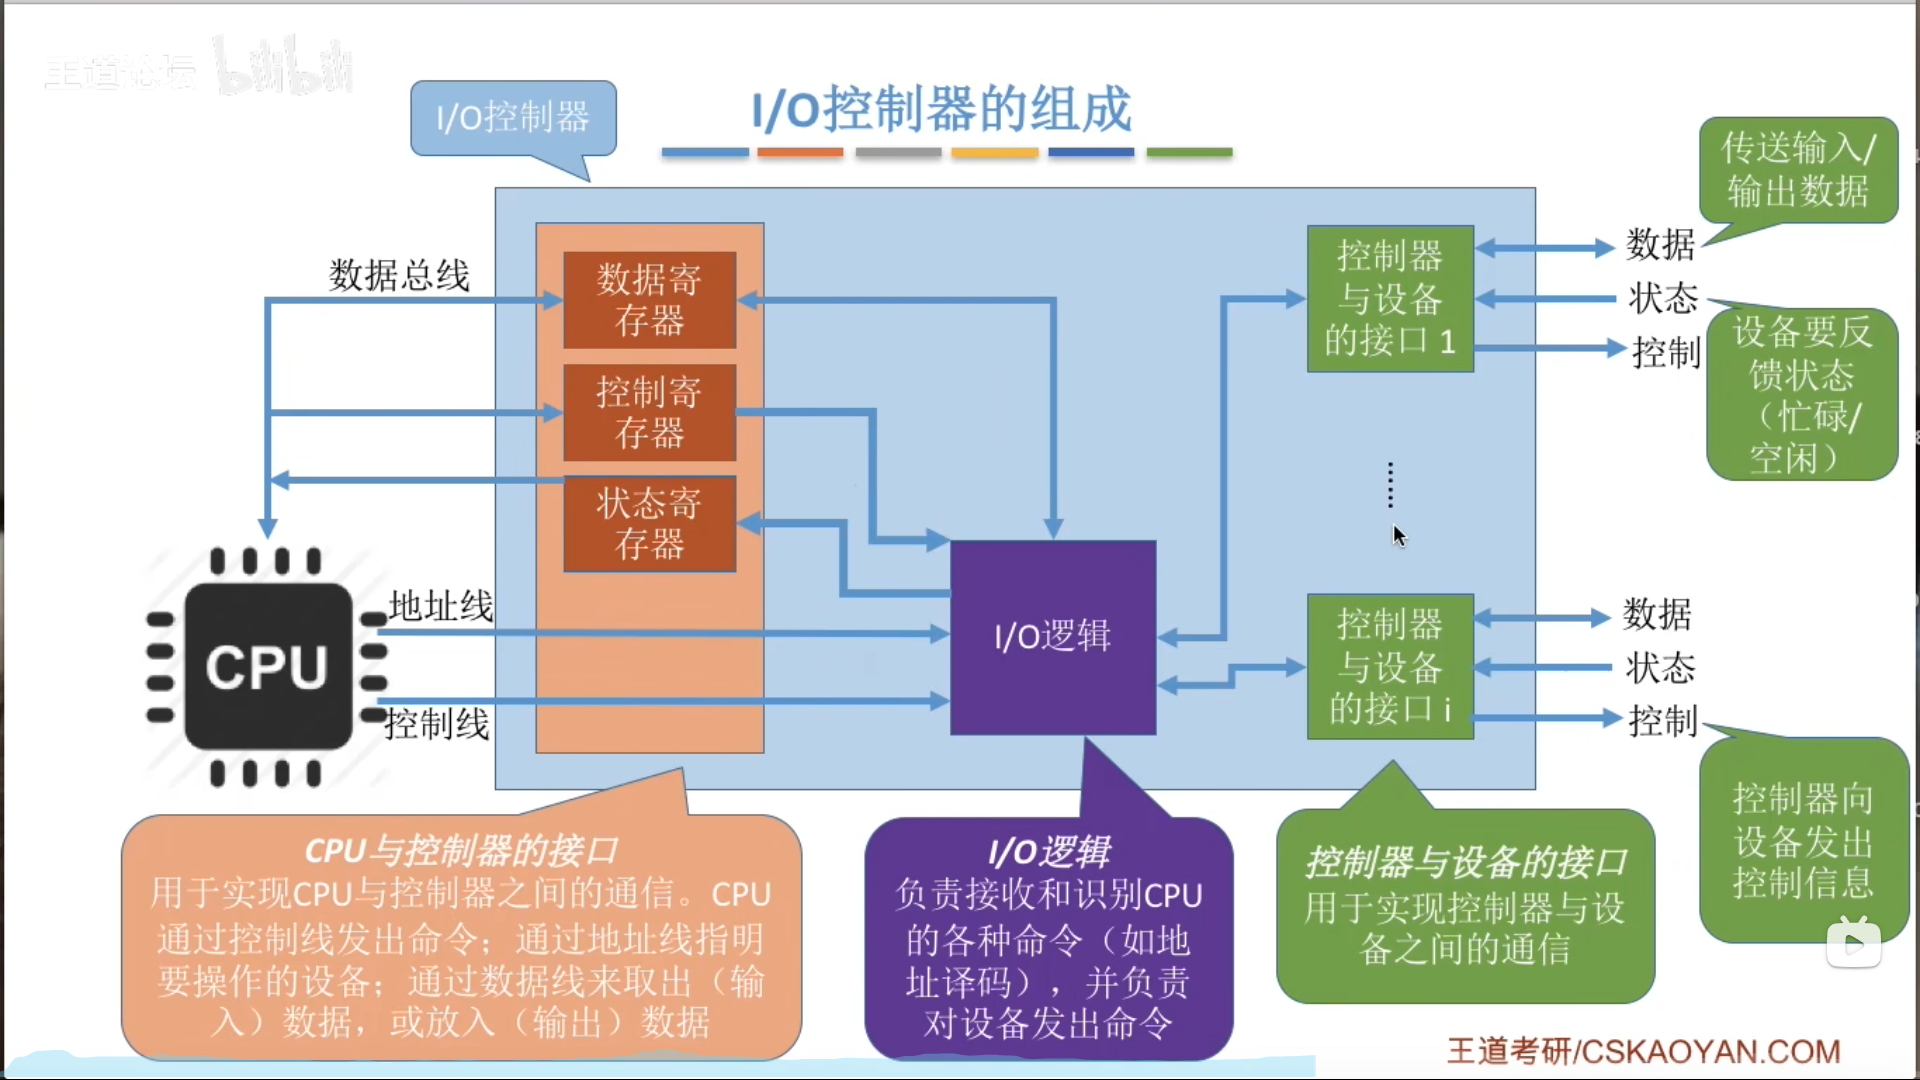 王道论坛 bilibili
I/O控制器
I/O控制器的组成
传送输入/
输出数据
数据总线
数据寄
存器
控制寄
存器
状态寄
存器
控制器
与设备
的接口 1
数据
状态
控制
设备要反
馈状态
（忙碌/
空闲）
CPU
地址线
控制线
I/O逻辑
控制器
与设备
的接口 i
数据
状态
控制
控制器向
设备发出
控制信息
CPU与控制器的接口
用于实现CPU与控制器之间的通信。CPU
通过控制线发出命令；通过地址线指明
要操作的设备；通过数据线来取出（输
入）数据，或放入（输出）数据
I/O逻辑
负责接收和识别CPU
的各种命令（如地
址译码），并负责
对设备发出命令
控制器与设备的接口
用于实现控制器与设
备之间的通信
王道考研/CSKAOYAN.COM